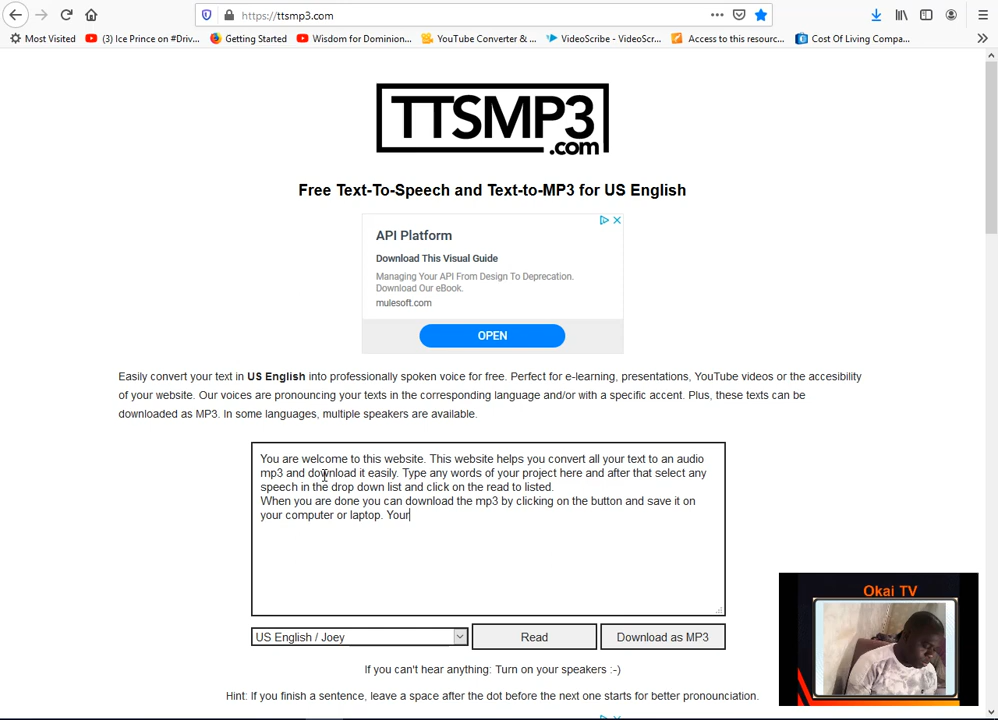 https://ttsmp3.com
Most Visited
(3) Ice Prince on #Driv...
Getting Started
Wisdom for Dominion...
YouTube Converter & ...
VideoScribe - VideoScr...
Access to this resourc...
Cost Of Living Compa...
TTSMP3
.com
Free Text-To-Speech and Text-to-MP3 for US English
API Platform
Download This Visual Guide
Managing Your API From Design To Deprecation.
Download Our eBook.
mulesoft.com
OPEN
Easily convert your text in US English into professionally spoken voice for free. Perfect for e-learning, presentations, YouTube videos or the accesibility
of your website. Our voices are pronouncing your texts in the corresponding language and/or with a specific accent. Plus, these texts can be
downloaded as MP3. In some languages, multiple speakers are available.
You are welcome to this website. This website helps you convert all your text to an audio
mp3 and download it easily. Type any words of your project here and after that select any
speech in the drop down list and click on the read to listed.
When you are done you can download the mp3 by clicking on the button and save it on
your computer or laptop. Your
US English / Joey
Read
Download as MP3
If you can't hear anything: Turn on your speakers :-)
Hint: If you finish a sentence, leave a space after the dot before the next one starts for better pronounciation.
Okai TV